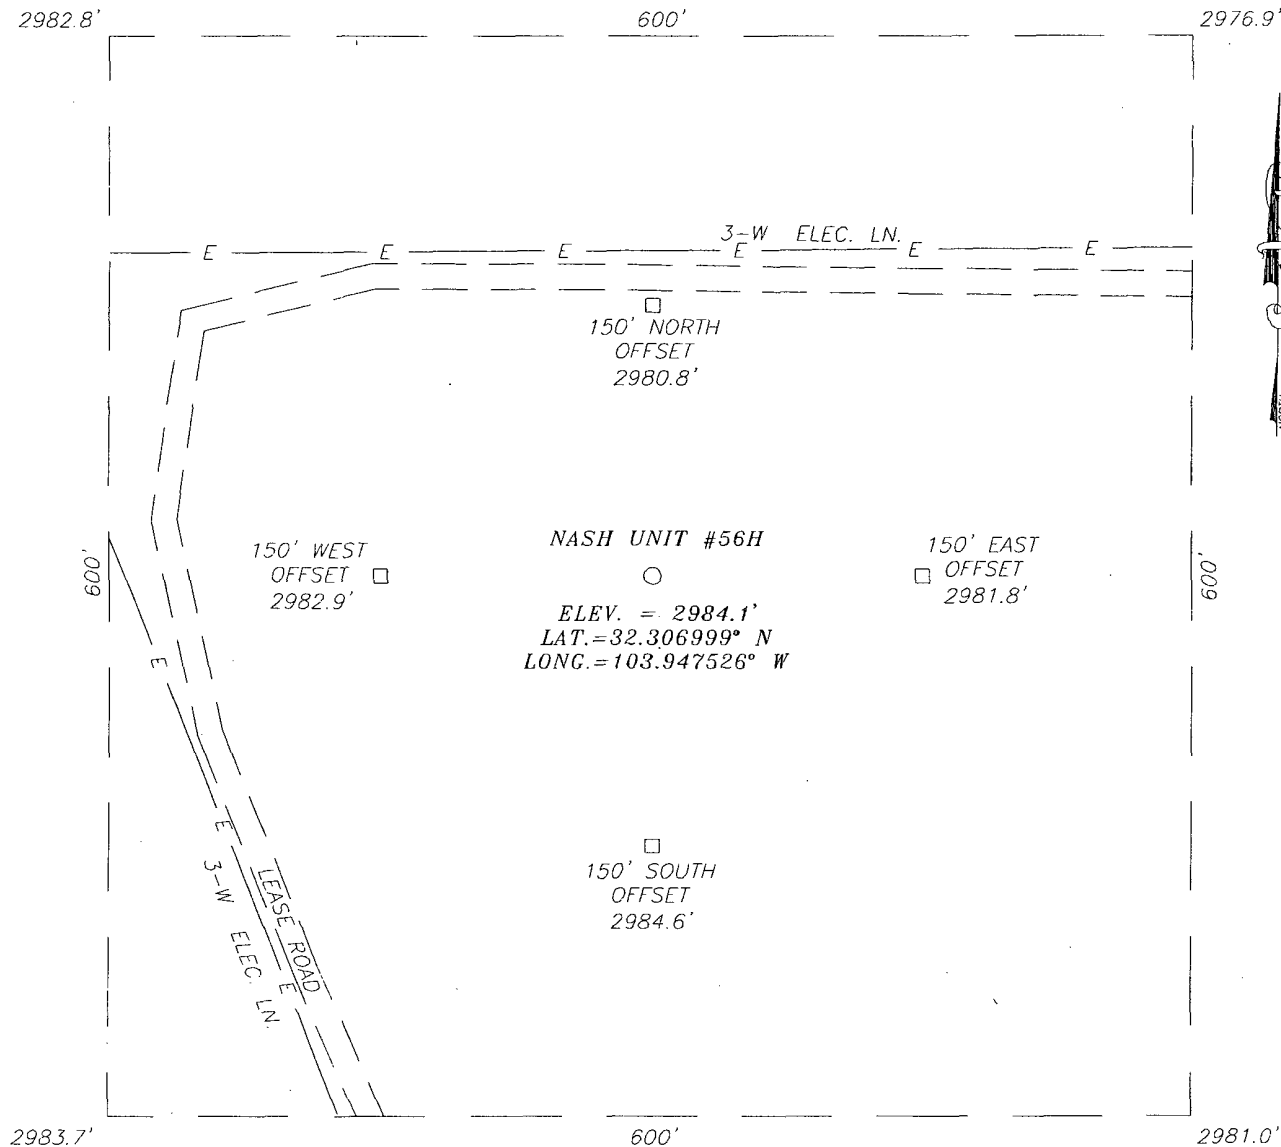 2982.8'
600'
2976.9'
3-W ELEC. LN.
E E E E E E
150' NORTH
OFFSET
2980.8'
NORTH
600'
150' WEST
OFFSET
2982.9'
NASH UNIT #56H
ELEV. = 2984.1'
LAT.=32.306999° N
LONG.=103.947526° W
150' EAST
OFFSET
2981.8'
600'
E
E
E
3-W ELEC. LN.
LEASE ROAD
150' SOUTH
OFFSET
2984.6'
2983.7'
600'
2981.0'